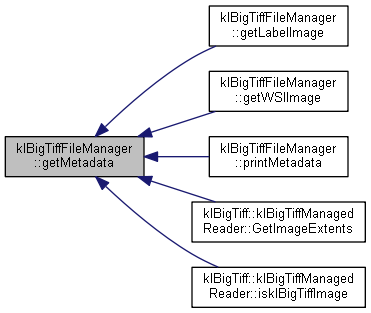 klBigTiffFileManager
::getLabelImage
klBigTiffFileManager
::getWSIImage
klBigTiffFileManager
::getMetadata
klBigTiffFileManager
::printMetadata
klBigTiff::klBigTiffManaged
Reader::GetImageExtents
klBigTiff::klBigTiffManaged
Reader::isklBigTiffImage